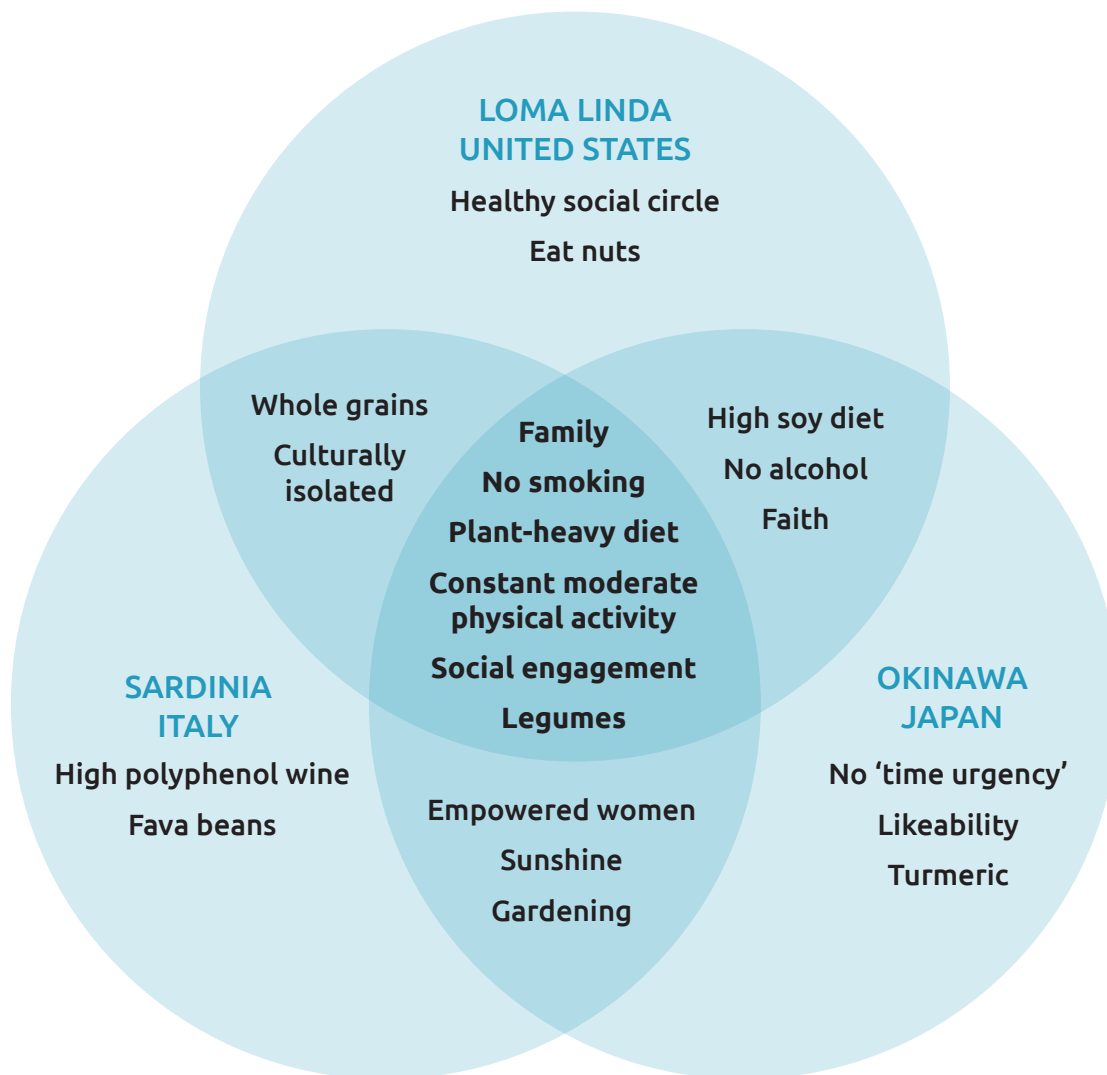 LOMA LINDA
UNITED STATES
Healthy social circle
Eat nuts
Whole grains
Culturally
isolated
Family
No smoking
Plant-heavy diet
Constant moderate
physical activity
Social engagement
Legumes
High soy diet
No alcohol
Faith
SARDINIA
ITALY
High polyphenol wine
Fava beans
Empowered women
Sunshine
Gardening
OKINAWA
JAPAN
No ‘time urgency’
Likeability
Turmeric